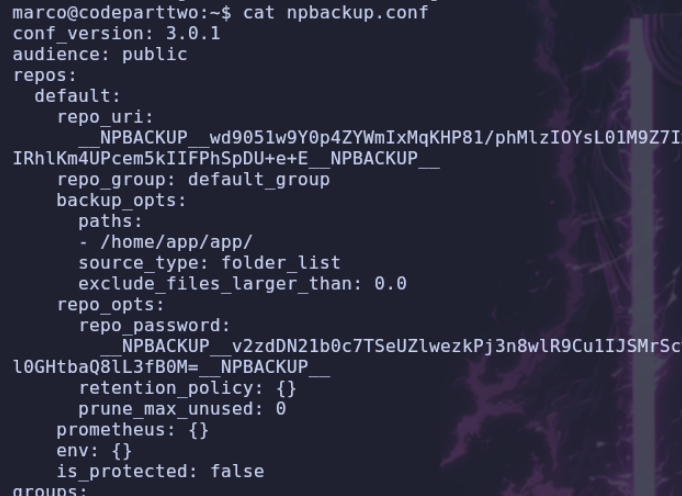 marco@codeparttwo:~$ cat npbackup.conf
conf_version: 3.0.1
audience: public
repos:
  default:
    repo_uri:
      __NPBACKUP__wd9051w9Y0p4ZYWmIxMqKHP81/phMlzIOYsL01M9Z7I
IRhlKm4UPcem5kIIFPhSpDU+e+E__NPBACKUP__
    repo_group: default_group
    backup_opts:
      paths:
      - /home/app/app/
      source_type: folder_list
      exclude_files_larger_than: 0.0
    repo_opts:
      repo_password:
        __NPBACKUP__v2zdDN21b0c7TSeUZlwezkPj3n8wlR9Cu1IJSMrSc
l0GHtbaQ8lL3fB0M=__NPBACKUP__
      retention_policy: {}
      prune_max_unused: 0
    prometheus: {}
    env: {}
    is_protected: false
groups: